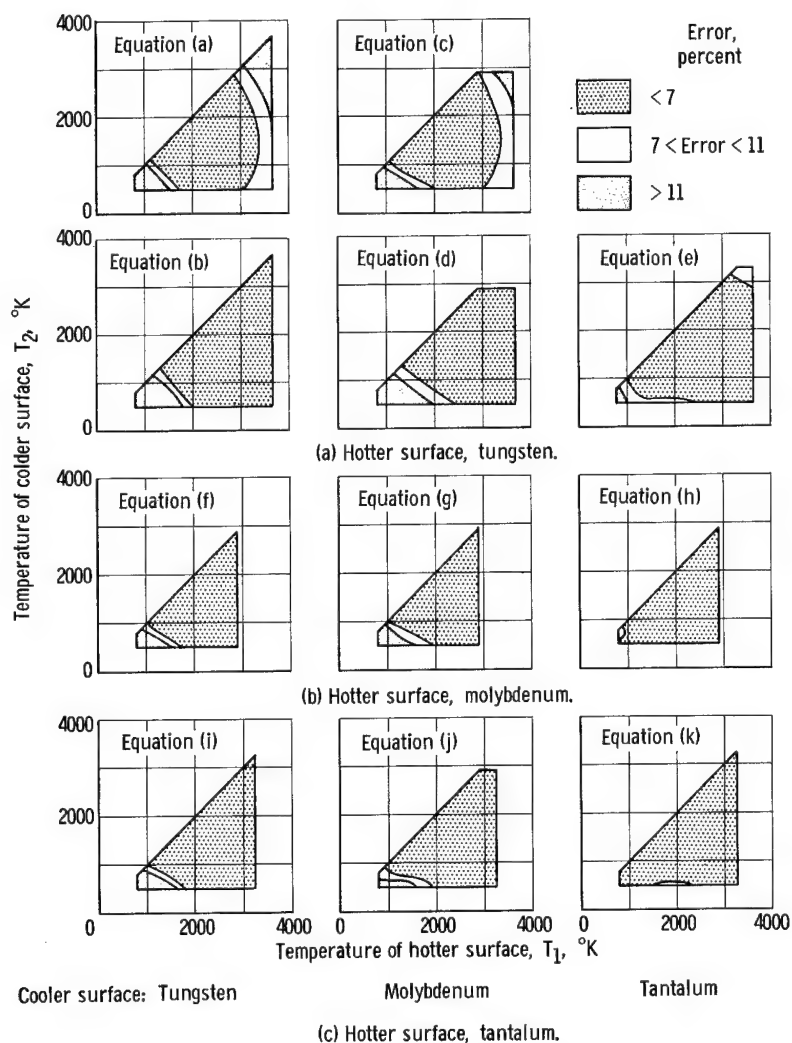 4000
Equation (a)
Equation (c)
Error,
percent
< 7
2000
7 < Error < 11
> 11
0
4000
Equation (b)
Equation (d)
Equation (e)
2000
0
(a) Hotter surface, tungsten.
4000
Equation (f)
Equation (g)
Equation (h)
2000
0
(b) Hotter surface, molybdenum.
4000
Equation (i)
Equation (j)
Equation (k)
2000
0 2000 4000 0 2000 4000 0 2000 4000
Temperature of colder surface, T2, °K
Temperature of hotter surface, T1, °K
Cooler surface: Tungsten Molybdenum Tantalum
(c) Hotter surface, tantalum.